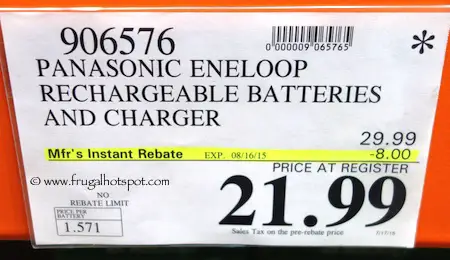 906576
000009 065765
*
PANASONIC ENELOOP
RECHARGEABLE BATTERIES
AND CHARGER
29.99
Mfr's Instant Rebate EXP. 08/16/15 -8.00
PRICE AT REGISTER
© www.frugalhotspot.com
NO
REBATE LIMIT
21.99
PRICE PER
BATTERY
1.571
Sales Tax on the pre-rebate price